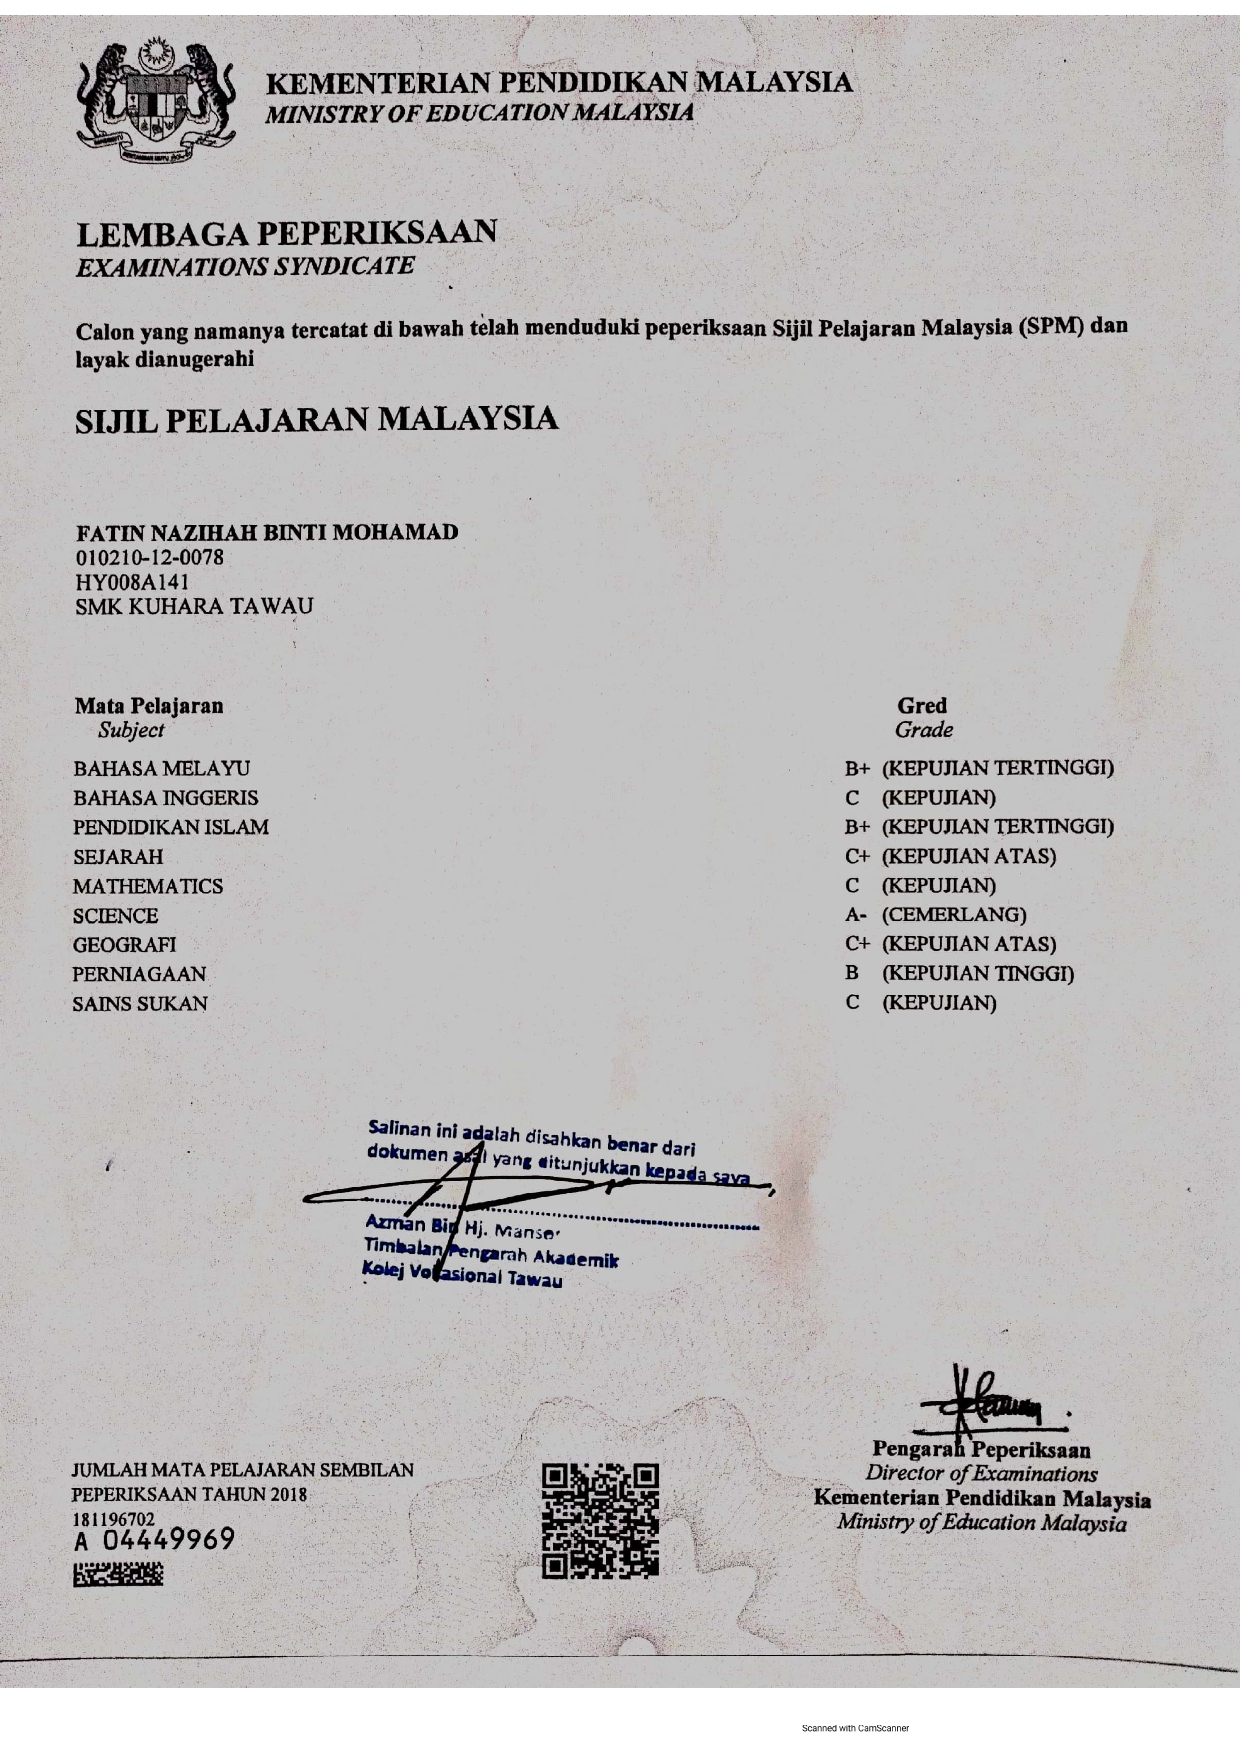 KEMENTERIAN PENDIDIKAN MALAYSIA
MINISTRY OF EDUCATION MALAYSIA
LEMBAGA PEPERIKSAAN
EXAMINATIONS SYNDICATE
Calon yang namanya tercatat di bawah telah menduduki peperiksaan Sijil Pelajaran Malaysia (SPM) dan
layak dianugerahi
SIJIL PELAJARAN MALAYSIA
FATIN NAZIHAH BINTI MOHAMAD
010210-12-0078
HY008A141
SMK KUHARA TAWAU
Mata Pelajaran Gred
Subject Grade
BAHASA MELAYU B+ (KEPUJIAN TERTINGGI)
BAHASA INGGERIS C (KEPUJIAN)
PENDIDIKAN ISLAM B+ (KEPUJIAN TERTINGGI)
SEJARAH C+ (KEPUJIAN ATAS)
MATHEMATICS C (KEPUJIAN)
SCIENCE A- (CEMERLANG)
GEOGRAFI C+ (KEPUJIAN ATAS)
PERNIAGAAN B (KEPUJIAN TINGGI)
SAINS SUKAN C (KEPUJIAN)
Salinan ini adalah disahkan benar dari
dokumen asal yang ditunjukkan kepada saya
Azman Bin Hj. Manser
Timbalan Pengarah Akademik
Kolej Vokasional Tawau
Pengarah Peperiksaan
Director of Examinations
Kementerian Pendidikan Malaysia
Ministry of Education Malaysia
JUMLAH MATA PELAJARAN SEMBILAN
PEPERIKSAAN TAHUN 2018
181196702
A 04449969
Scanned with CamScanner